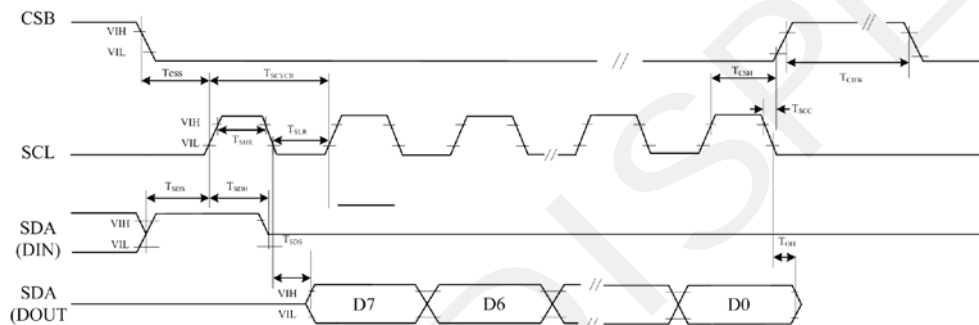 CSB
VIH
VIL
Tcss
TSCYCR
TCSH
TCHW
TSCC
SCL
VIH
VIL
TSHR
TSLR
TSDS
TSDH
SDA
(DIN)
VIH
VIL
TSDS
TOH
SDA
(DOUT
VIH
VIL
D7
D6
D0
DISPL